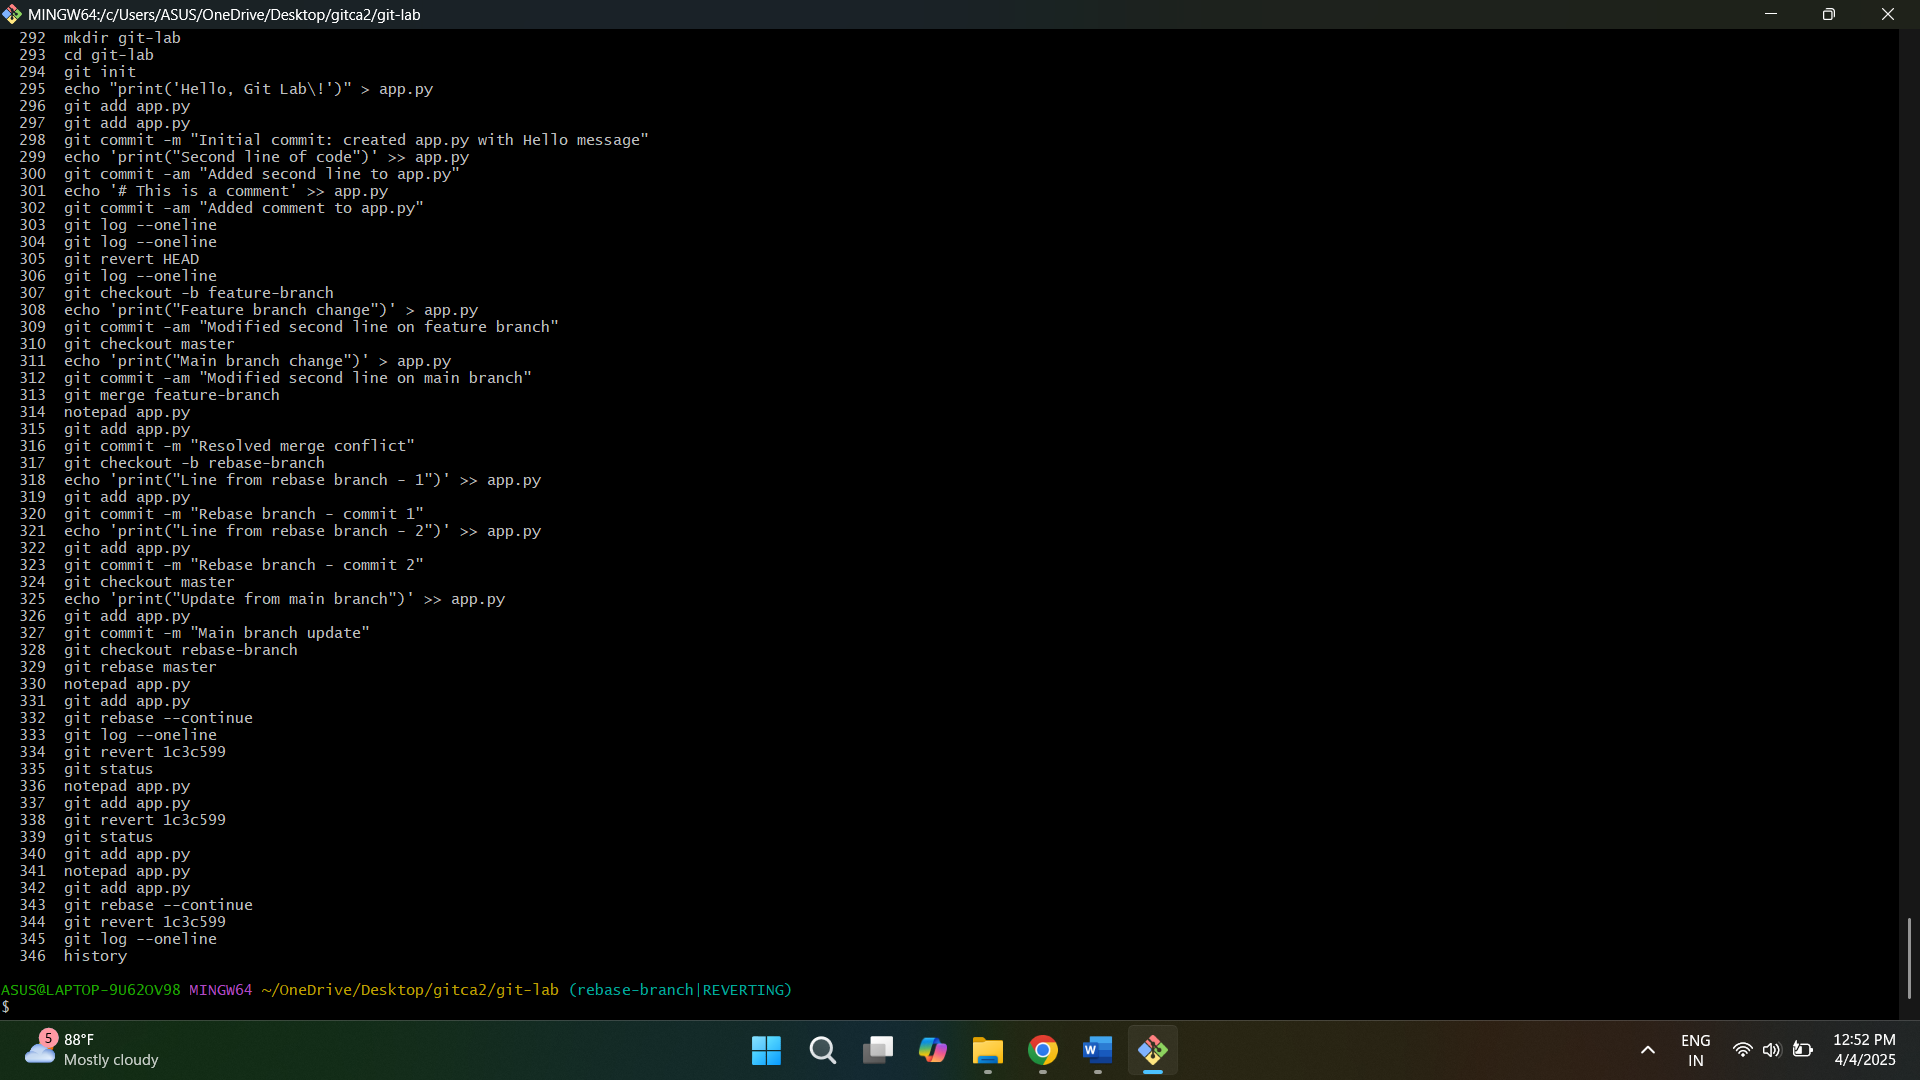 MINGW64:/c/Users/ASUS/OneDrive/Desktop/gitca2/git-lab
292 mkdir git-lab
293 cd git-lab
294 git init
295 echo "print('Hello, Git Lab\!')" > app.py
296 git add app.py
297 git add app.py
298 git commit -m "Initial commit: created app.py with Hello message"
299 echo 'print("Second line of code")' >> app.py
300 git commit -am "Added second line to app.py"
301 echo '# This is a comment' >> app.py
302 git commit -am "Added comment to app.py"
303 git log --oneline
304 git log --oneline
305 git revert HEAD
306 git log --oneline
307 git checkout -b feature-branch
308 echo 'print("Feature branch change")' > app.py
309 git commit -am "Modified second line on feature branch"
310 git checkout master
311 echo 'print("Main branch change")' > app.py
312 git commit -am "Modified second line on main branch"
313 git merge feature-branch
314 notepad app.py
315 git add app.py
316 git commit -m "Resolved merge conflict"
317 git checkout -b rebase-branch
318 echo 'print("Line from rebase branch - 1")' >> app.py
319 git add app.py
320 git commit -m "Rebase branch - commit 1"
321 echo 'print("Line from rebase branch - 2")' >> app.py
322 git add app.py
323 git commit -m "Rebase branch - commit 2"
324 git checkout master
325 echo 'print("Update from main branch")' >> app.py
326 git add app.py
327 git commit -m "Main branch update"
328 git checkout rebase-branch
329 git rebase master
330 notepad app.py
331 git add app.py
332 git rebase --continue
333 git log --oneline
334 git revert 1c3c599
335 git status
336 notepad app.py
337 git add app.py
338 git revert 1c3c599
339 git status
340 git add app.py
341 notepad app.py
342 git add app.py
343 git rebase --continue
344 git revert 1c3c599
345 git log --oneline
346 history
ASUS@LAPTOP-9U62OV98 MINGW64 ~/OneDrive/Desktop/gitca2/git-lab (rebase-branch|REVERTING)
$
5
88°F
Mostly cloudy
W
ENG
IN
12:52 PM
4/4/2025